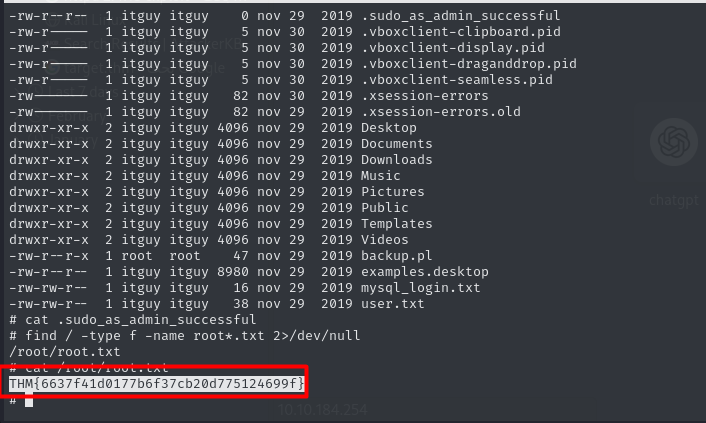 -rw-r--r-- 1 itguy itguy 0 nov 29 2019 .sudo_as_admin_successful
-rw-r----- 1 itguy itguy 5 nov 30 2019 .vboxclient-clipboard.pid
-rw-r----- 1 itguy itguy 5 nov 30 2019 .vboxclient-display.pid
-rw-r----- 1 itguy itguy 5 nov 30 2019 .vboxclient-draganddrop.pid
-rw-r----- 1 itguy itguy 5 nov 30 2019 .vboxclient-seamless.pid
-rw------- 1 itguy itguy 82 nov 30 2019 .xsession-errors
-rw------- 1 itguy itguy 82 nov 29 2019 .xsession-errors.old
drwxr-xr-x 2 itguy itguy 4096 nov 29 2019 Desktop
drwxr-xr-x 2 itguy itguy 4096 nov 29 2019 Documents
drwxr-xr-x 2 itguy itguy 4096 nov 29 2019 Downloads
drwxr-xr-x 2 itguy itguy 4096 nov 29 2019 Music
drwxr-xr-x 2 itguy itguy 4096 nov 29 2019 Pictures
drwxr-xr-x 2 itguy itguy 4096 nov 29 2019 Public
drwxr-xr-x 2 itguy itguy 4096 nov 29 2019 Templates
drwxr-xr-x 2 itguy itguy 4096 nov 29 2019 Videos
-rw-r--r-x 1 root root 47 nov 29 2019 backup.pl
-rw-r--r-- 1 itguy itguy 8980 nov 29 2019 examples.desktop
-rw-rw-r-- 1 itguy itguy 16 nov 29 2019 mysql_login.txt
-rw-rw-r-- 1 itguy itguy 38 nov 29 2019 user.txt
# cat .sudo_as_admin_successful
# find / -type f -name root*.txt 2>/dev/null
/root/root.txt
# cat /root/root.txt
THM{6637f41d0177b6f37cb20d775124699f}
#
chatgpt
10.10.184.254